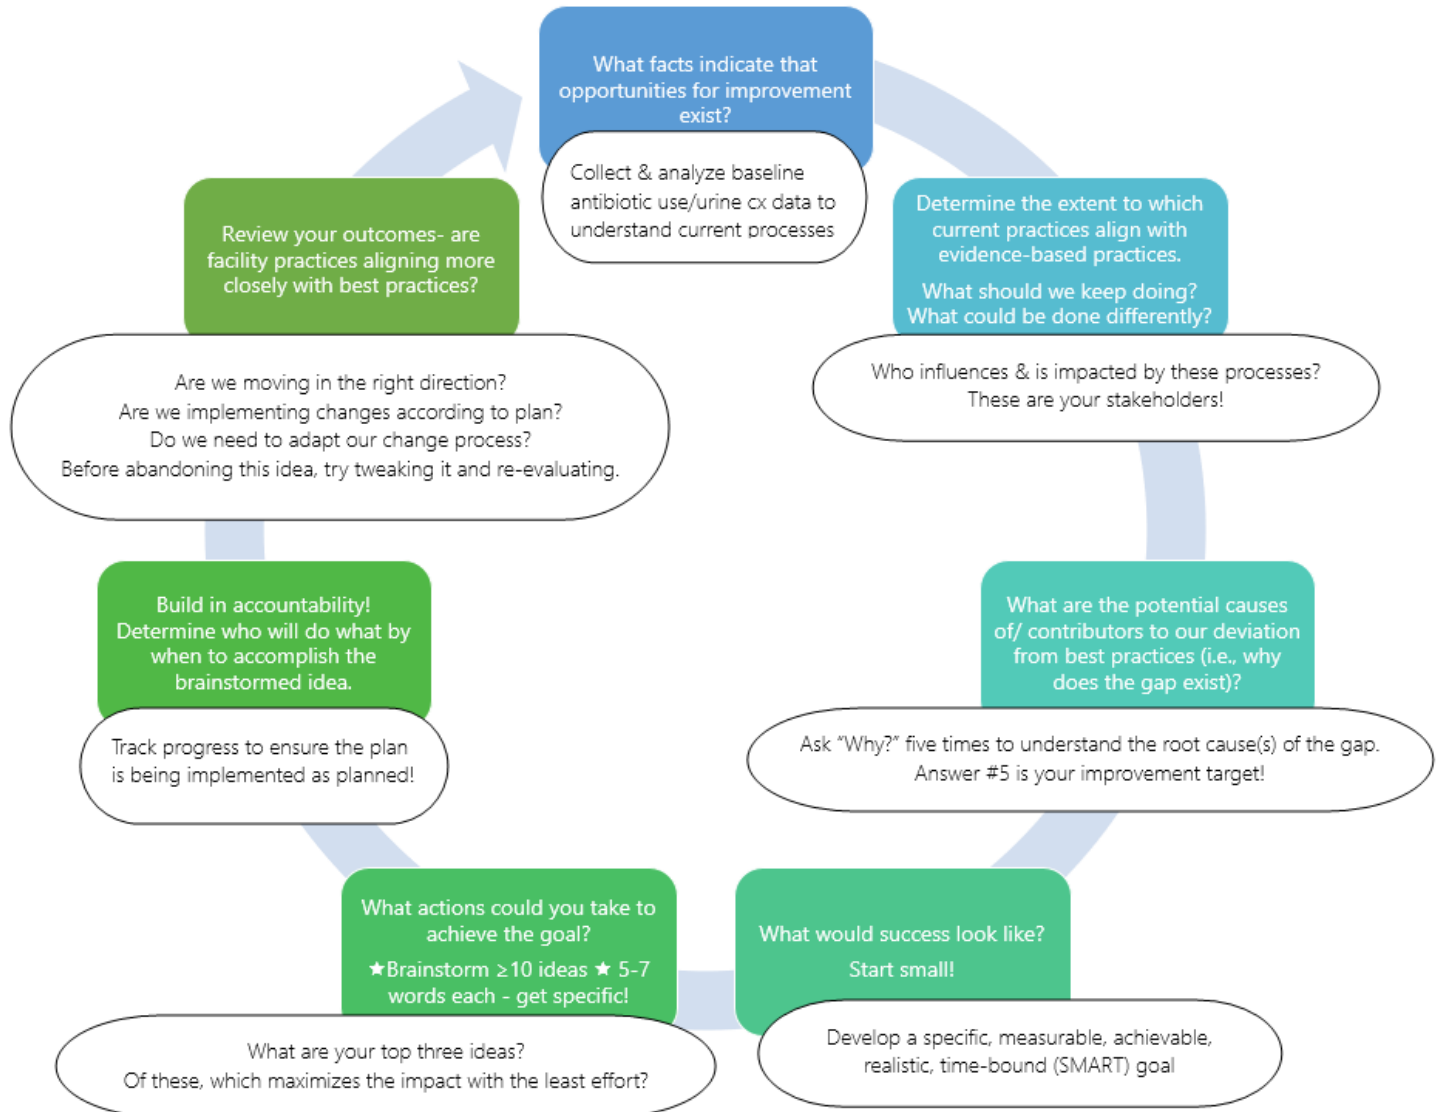 What facts indicate that
opportunities for improvement
exist?
Collect & analyze baseline
antibiotic use/urine cx data to
understand current processes
Determine the extent to which
current practices align with
evidence-based practices.
What should we keep doing?
What could be done differently?
Who influences & is impacted by these processes?
These are your stakeholders!
What are the potential causes
of/ contributors to our deviation
from best practices (i.e., why
does the gap exist)?
Ask “Why?” five times to understand the root cause(s) of the gap.
Answer #5 is your improvement target!
What would success look like?
Start small!
Develop a specific, measurable, achievable,
realistic, time-bound (SMART) goal
What actions could you take to
achieve the goal?
★Brainstorm ≥10 ideas ★ 5-7
words each - get specific!
What are your top three ideas?
Of these, which maximizes the impact with the least effort?
Build in accountability!
Determine who will do what by
when to accomplish the
brainstormed idea.
Track progress to ensure the plan
is being implemented as planned!
Review your outcomes- are
facility practices aligning more
closely with best practices?
Are we moving in the right direction?
Are we implementing changes according to plan?
Do we need to adapt our change process?
Before abandoning this idea, try tweaking it and re-evaluating.